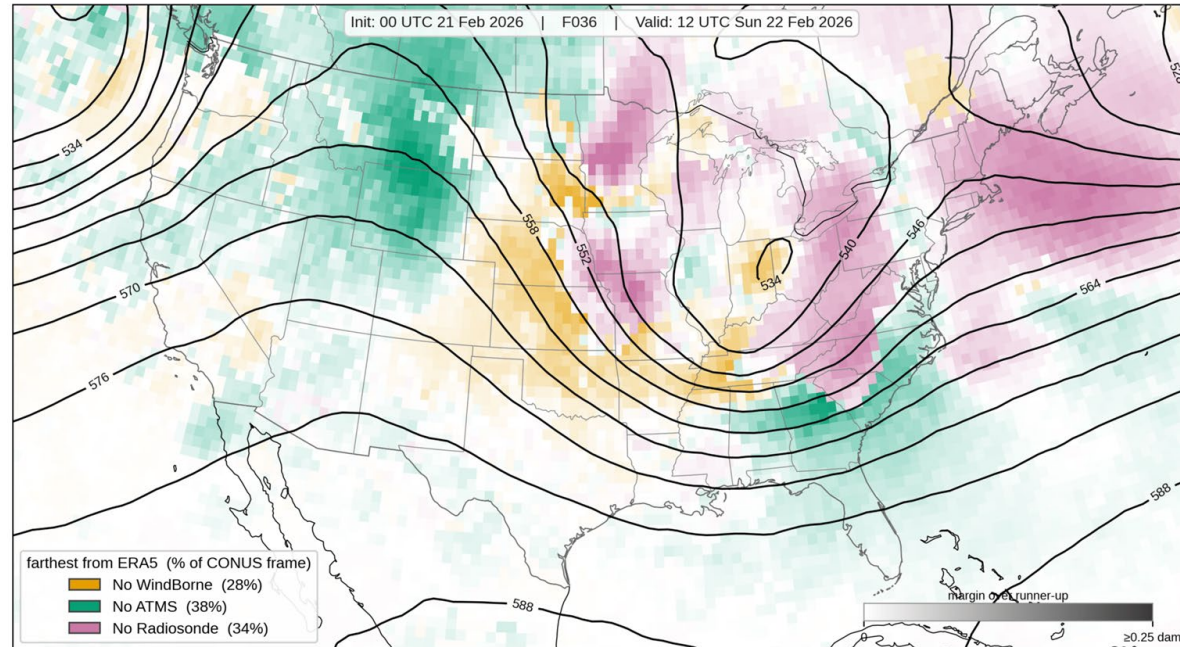 Init: 00 UTC 21 Feb 2026 | F036 | Valid: 12 UTC Sun 22 Feb 2026
528
534
558
552
540
546
534
570
564
576
588
588
farthest from ERA5 (% of CONUS frame)
No WindBorne (28%)
No ATMS (38%)
No Radiosonde (34%)
margin over runner-up
0 ≥0.25 dam